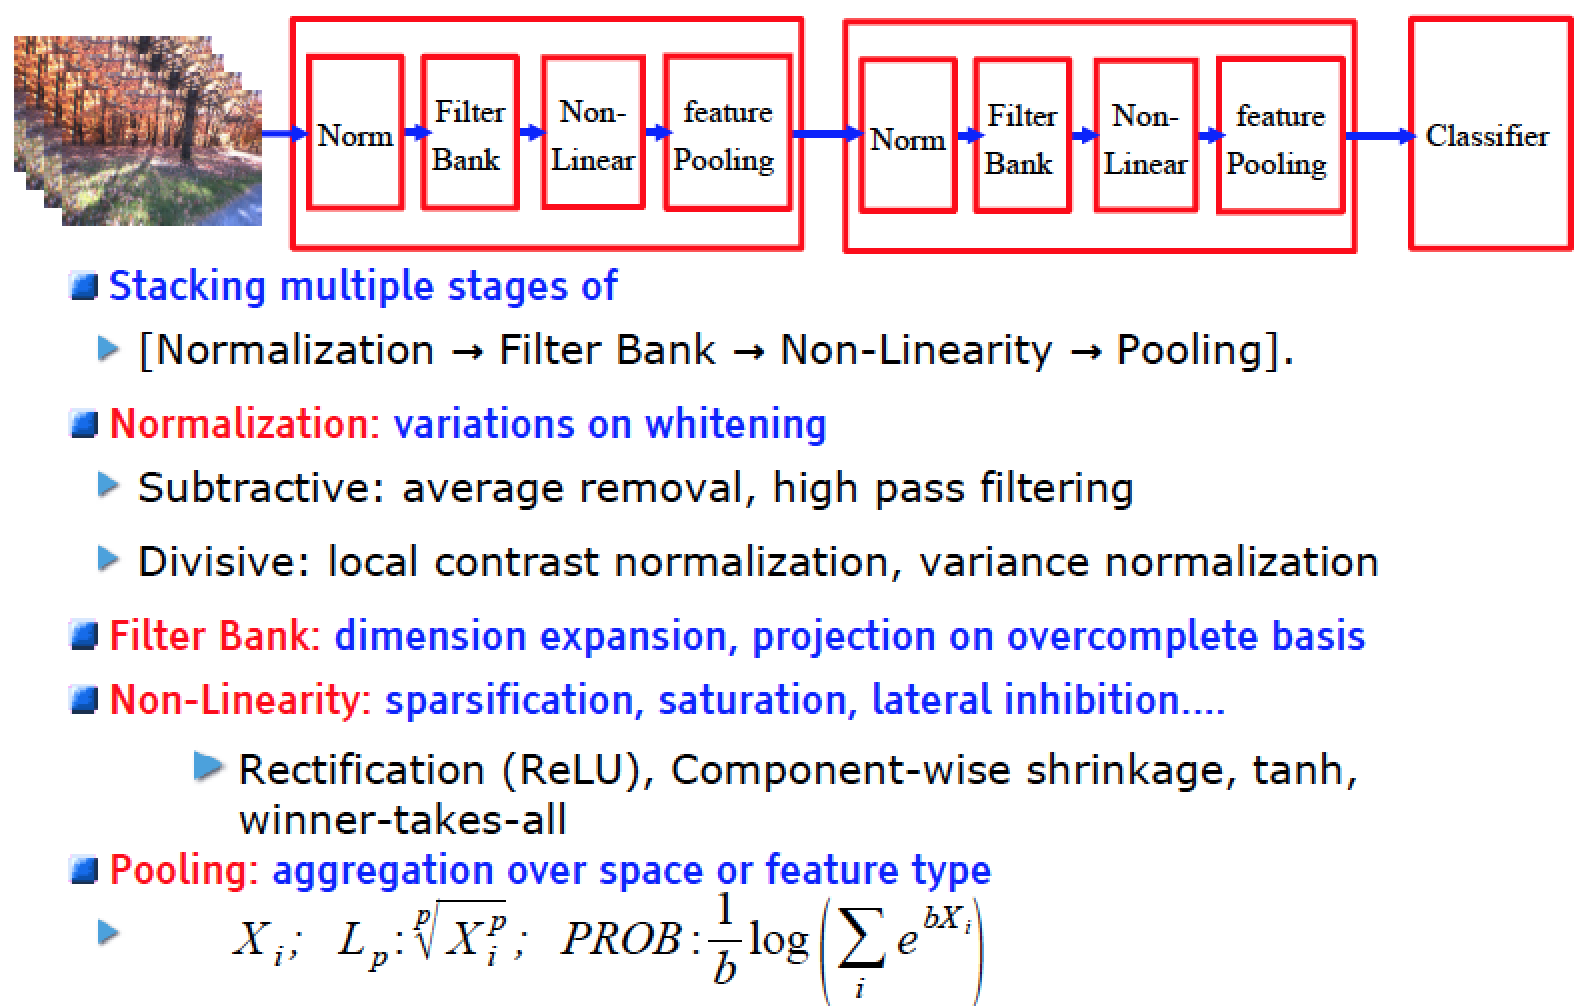 Norm
Filter
Bank
Non-
Linear
feature
Pooling
Norm
Filter
Bank
Non-
Linear
feature
Pooling
Classifier
Stacking multiple stages of
[Normalization → Filter Bank → Non-Linearity → Pooling].
Normalization: variations on whitening
Subtractive: average removal, high pass filtering
Divisive: local contrast normalization, variance normalization
Filter Bank: dimension expansion, projection on overcomplete basis
Non-Linearity: sparsification, saturation, lateral inhibition....
Rectification (ReLU), Component-wise shrinkage, tanh,
winner-takes-all
Pooling: aggregation over space or feature type
X_i; L_p: \sqrt[p]{X_i^p}; PROB: \frac{1}{b} log(\sum_i e^{bX_i})